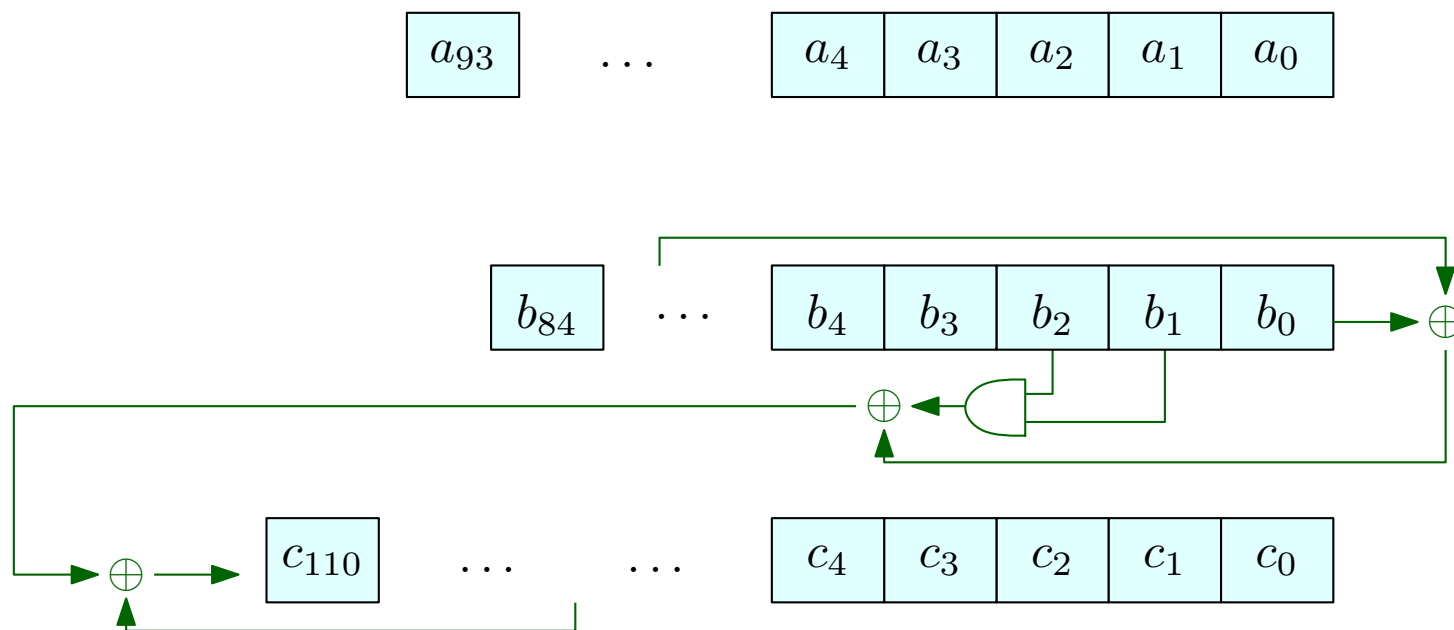 a₉₃ … a₄ a₃ a₂ a₁ a₀
b₈₄ … b₄ b₃ b₂ b₁ b₀
c₁₁₀ … … c₄ c₃ c₂ c₁ c₀